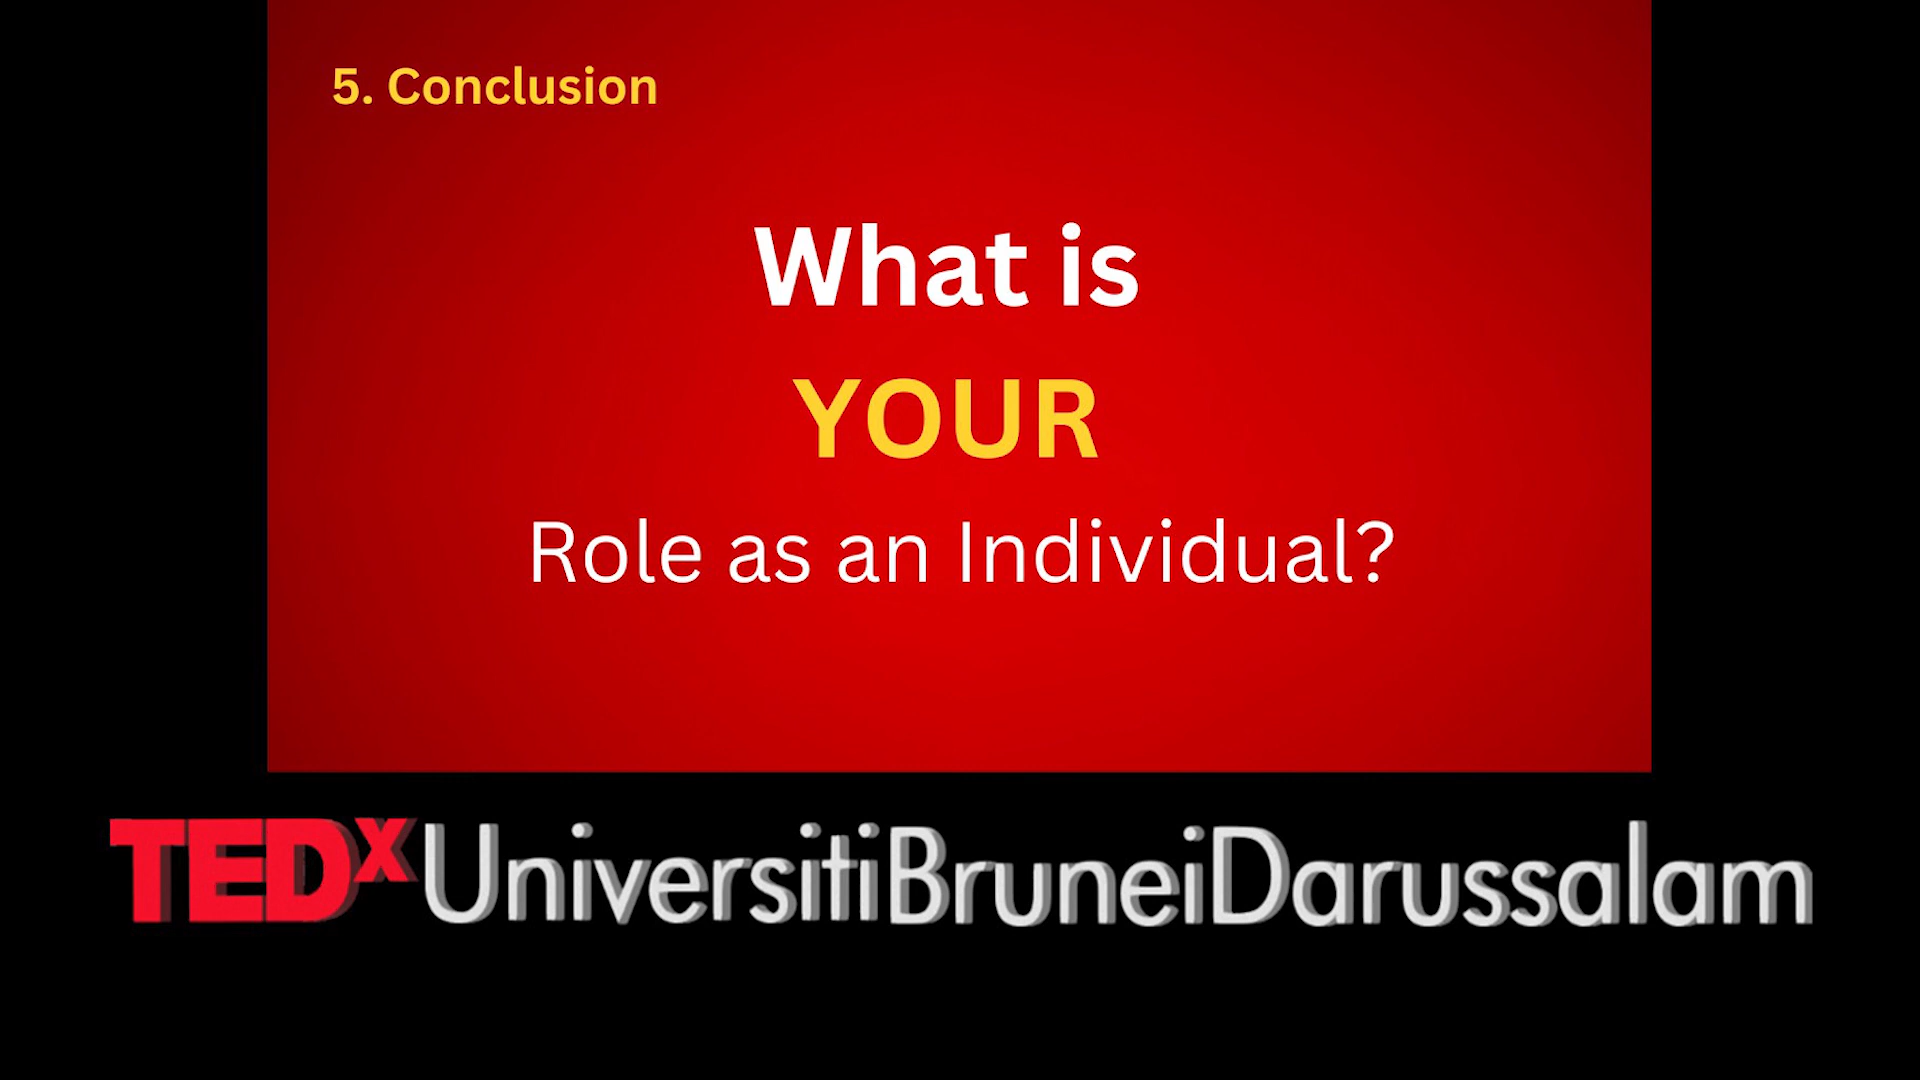 5. Conclusion
What is
YOUR
Role as an Individual?
TEDxUniversitiBruneiDarussalam